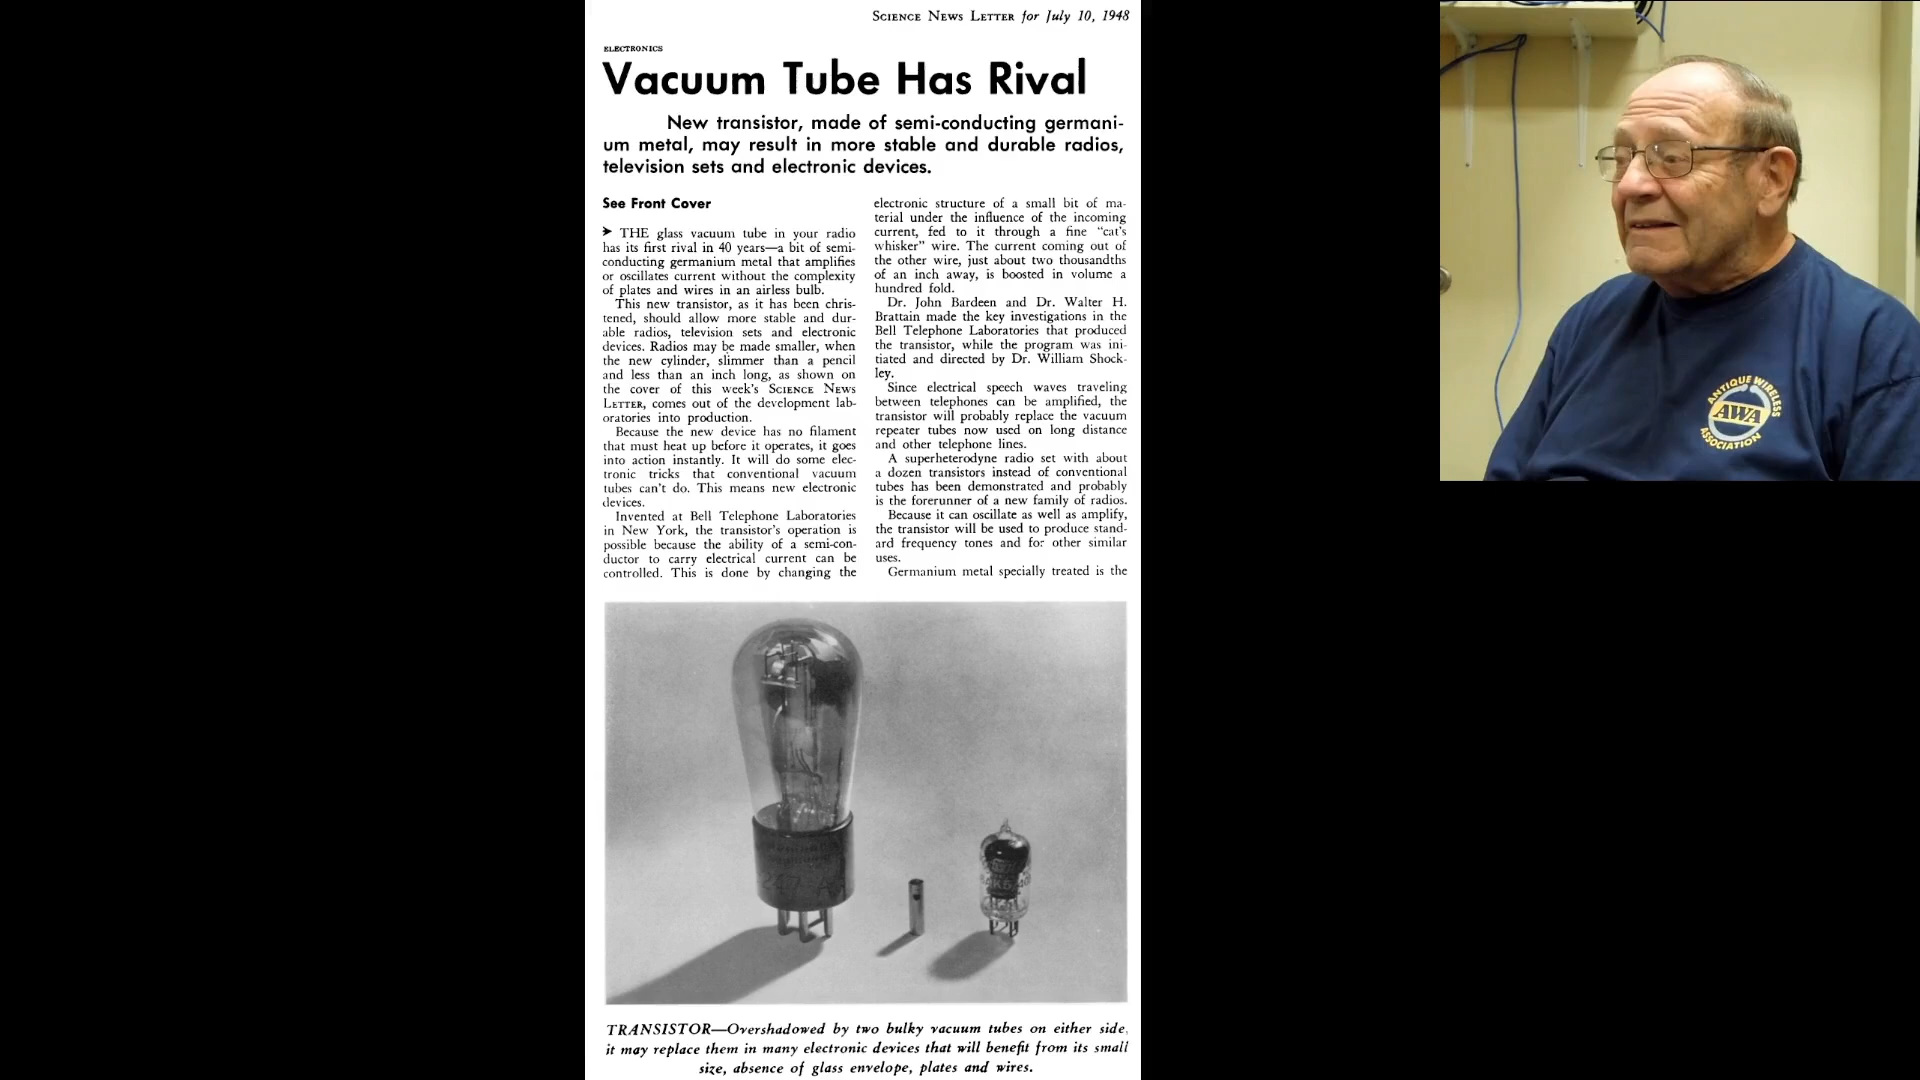 SCIENCE NEWS LETTER for July 10, 1948
ELECTRONICS
Vacuum Tube Has Rival
New transistor, made of semi-conducting germani-
um metal, may result in more stable and durable radios,
television sets and electronic devices.
See Front Cover
➤ THE glass vacuum tube in your radio
has its first rival in 40 years—a bit of semi-
conducting germanium metal that amplifies
or oscillates current without the complexity
of plates and wires in an airless bulb.
This new transistor, as it has been chris-
tened, should allow more stable and dur-
able radios, television sets and electronic
devices. Radios may be made smaller, when
the new cylinder, slimmer than a pencil
and less than an inch long, as shown on
the cover of this week's SCIENCE NEWS
LETTER, comes out of the development lab-
oratories into production.
Because the new device has no filament
that must heat up before it operates, it goes
into action instantly. It will do some elec-
tronic tricks that conventional vacuum
tubes can't do. This means new electronic
devices.
Invented at Bell Telephone Laboratories
in New York, the transistor's operation is
possible because the ability of a semi-con-
ductor to carry electrical current can be
controlled. This is done by changing the
electronic structure of a small bit of ma-
terial under the influence of the incoming
current, fed to it through a fine "cat's
whisker" wire. The current coming out of
the other wire, just about two thousandths
of an inch away, is boosted in volume a
hundred fold.
Dr. John Bardeen and Dr. Walter H.
Brattain made the key investigations in the
Bell Telephone Laboratories that produced
the transistor, while the program was ini-
tiated and directed by Dr. William Shock-
ley.
Since electrical speech waves traveling
between telephones can be amplified, the
transistor will probably replace the vacuum
repeater tubes now used on long distance
and other telephone lines.
A superheterodyne radio set with about
a dozen transistors instead of conventional
tubes has been demonstrated and probably
is the forerunner of a new family of radios.
Because it can oscillate as well as amplify,
the transistor will be used to produce stand-
ard frequency tones and for other similar
uses.
Germanium metal specially treated is the
TRANSISTOR—Overshadowed by two bulky vacuum tubes on either side,
it may replace them in many electronic devices that will benefit from its small
size, absence of glass envelope, plates and wires.
ANTIQUE WIRELESS
AWA
ASSOCIATION